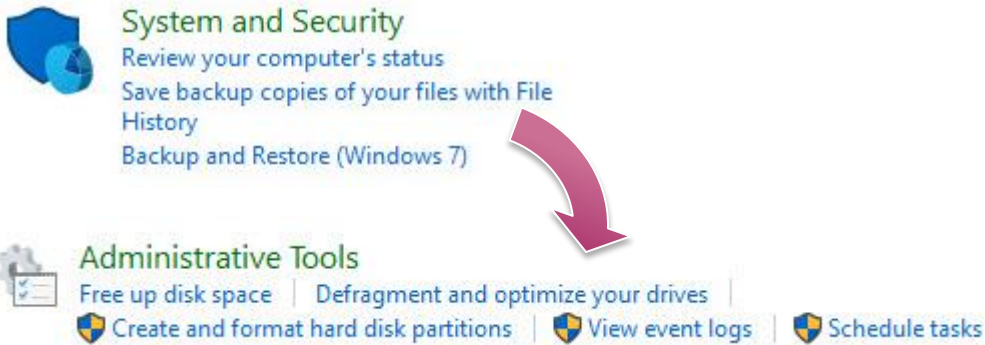 System and Security
Review your computer's status
Save backup copies of your files with File
History
Backup and Restore (Windows 7)
Administrative Tools
Free up disk space | Defragment and optimize your drives |
Create and format hard disk partitions | View event logs | Schedule tasks